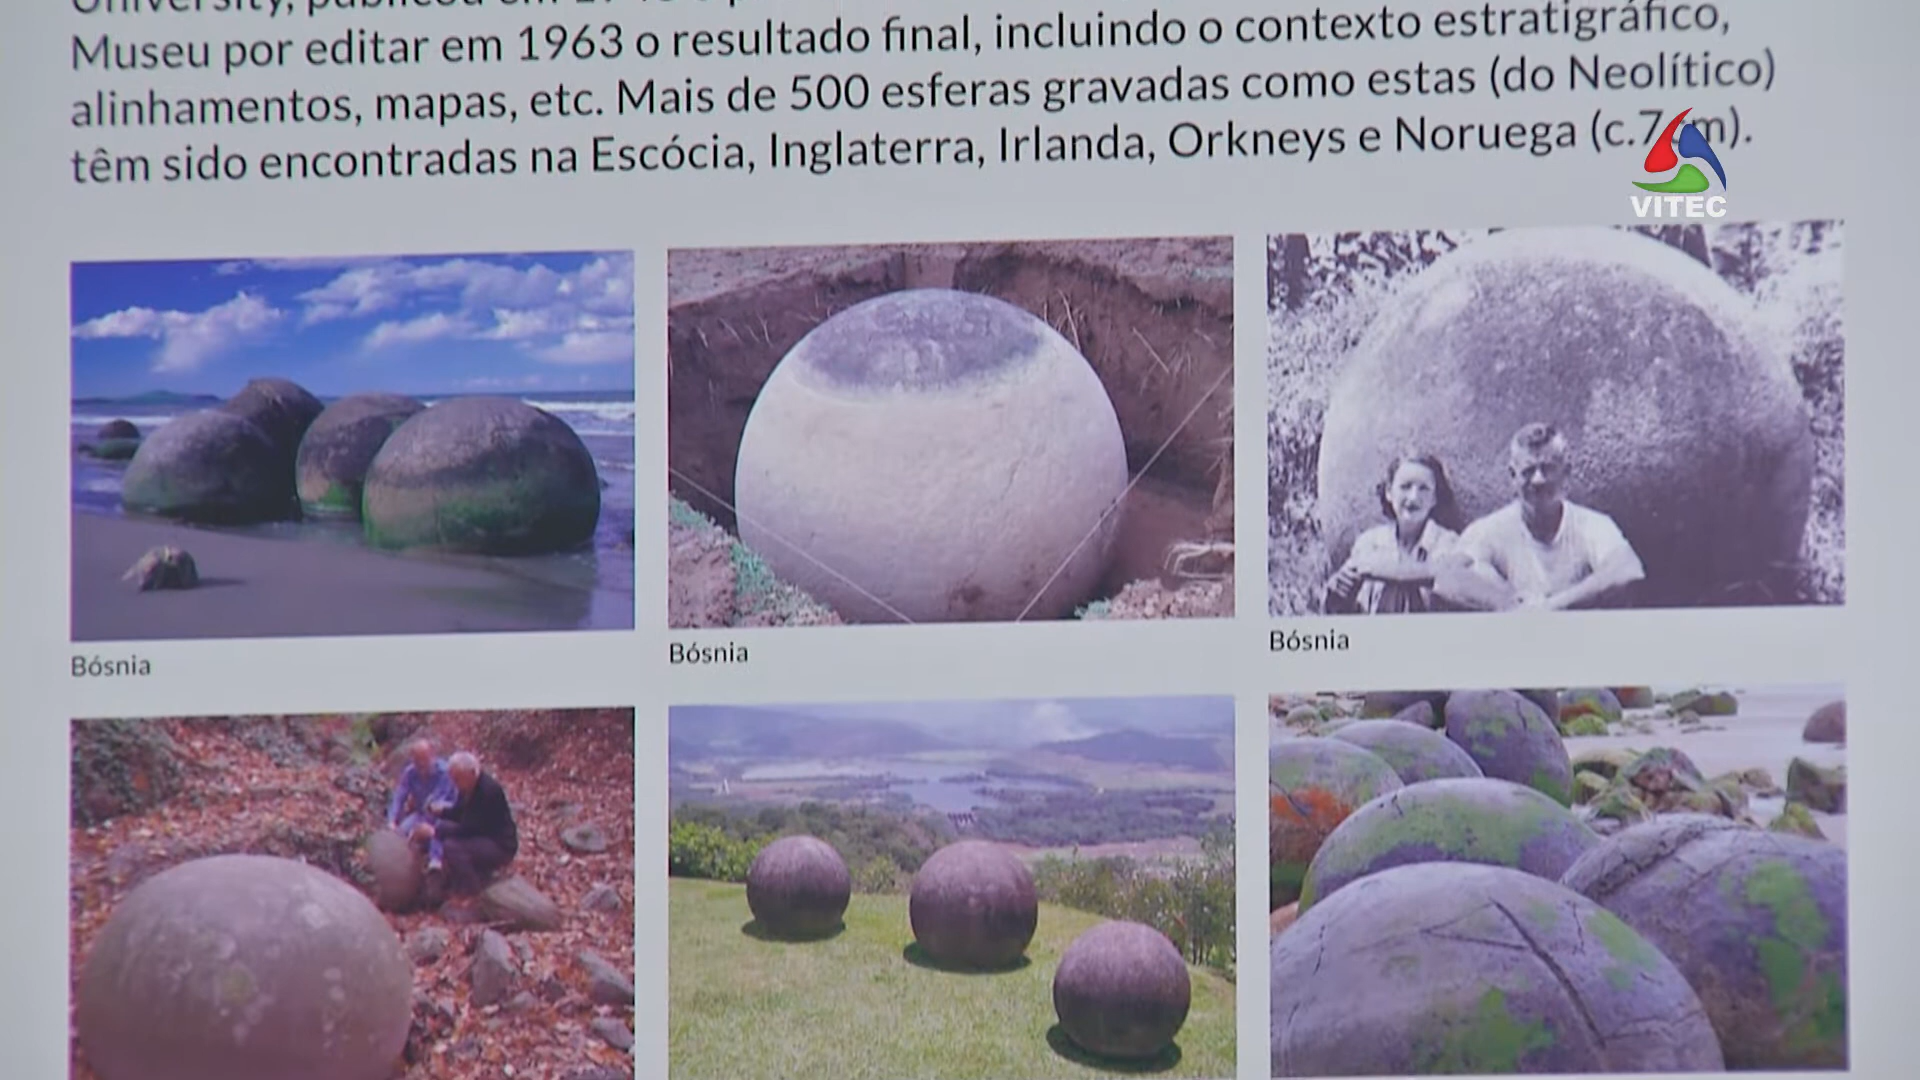 Museu por editar em 1963 o resultado final, incluindo o contexto estratigráfico,
alinhamentos, mapas, etc. Mais de 500 esferas gravadas como estas (do Neolítico)
têm sido encontradas na Escócia, Inglaterra, Irlanda, Orkneys e Noruega (c.7cm).
VITEC
Bósnia
Bósnia
Bósnia